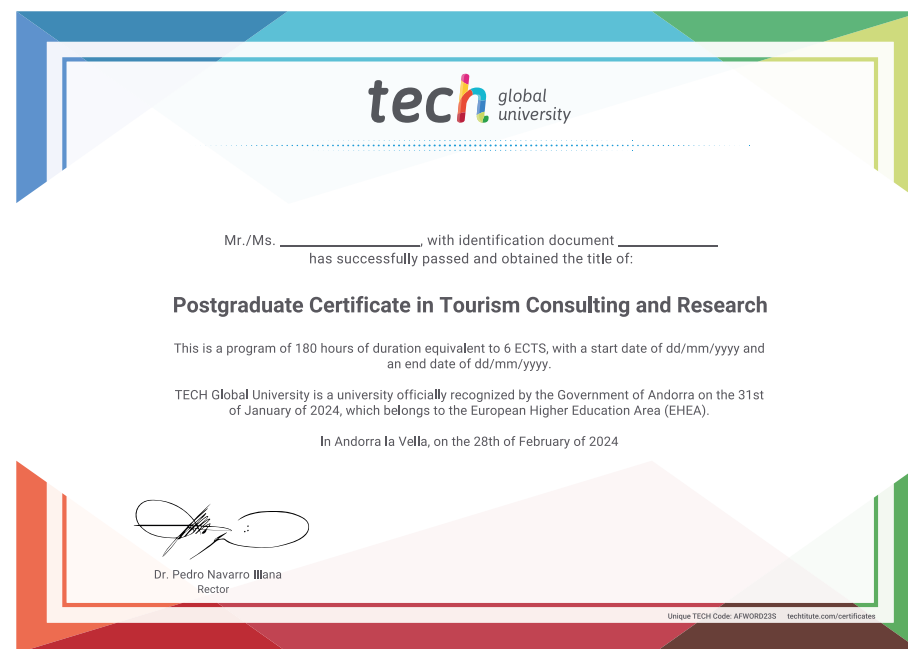 tech global university
Mr./Ms. ____________________, with identification document ______________
has successfully passed and obtained the title of:
Postgraduate Certificate in Tourism Consulting and Research
This is a program of 180 hours of duration equivalent to 6 ECTS, with a start date of dd/mm/yyyy and
an end date of dd/mm/yyyy.
TECH Global University is a university officially recognized by the Government of Andorra on the 31st
of January of 2024, which belongs to the European Higher Education Area (EHEA).
In Andorra la Vella, on the 28th of February of 2024
Dr. Pedro Navarro Illana
Rector
Unique TECH Code: AFWORD23S techtitute.com/certificates